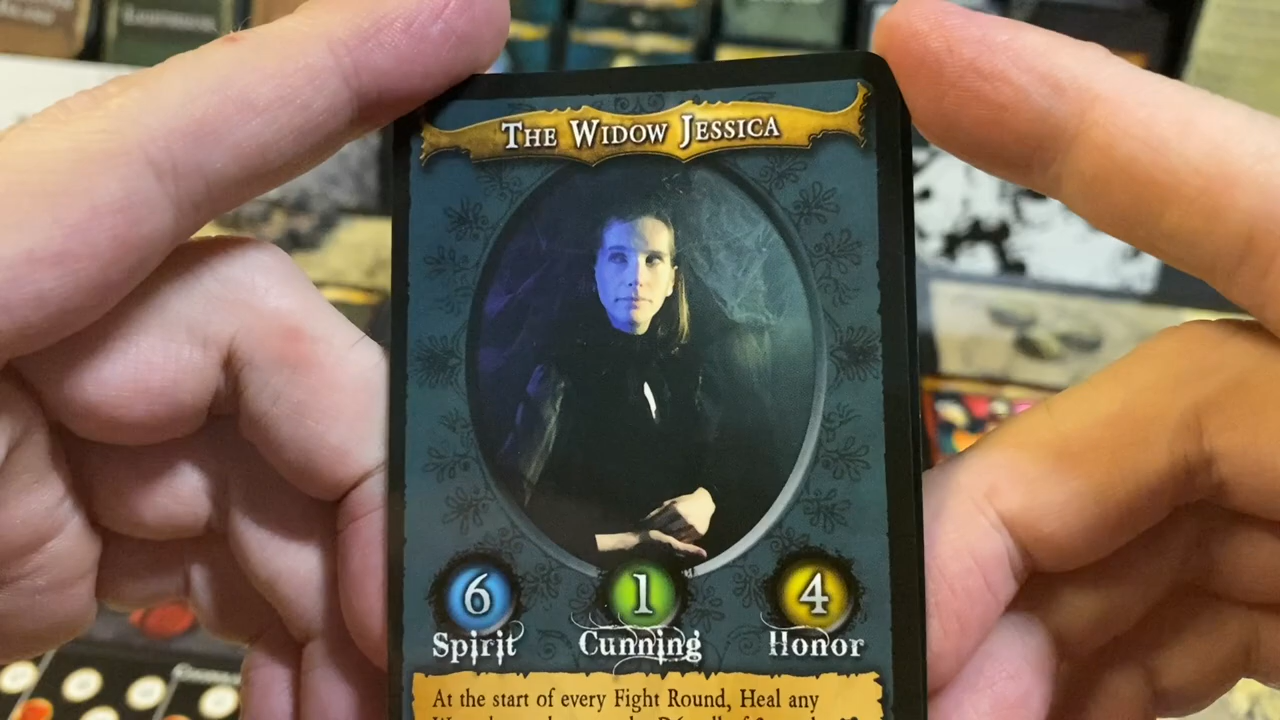 THE WIDOW JESSICA
6 1 4
Spirit Cunning Honor
At the start of every Fight Round, Heal any